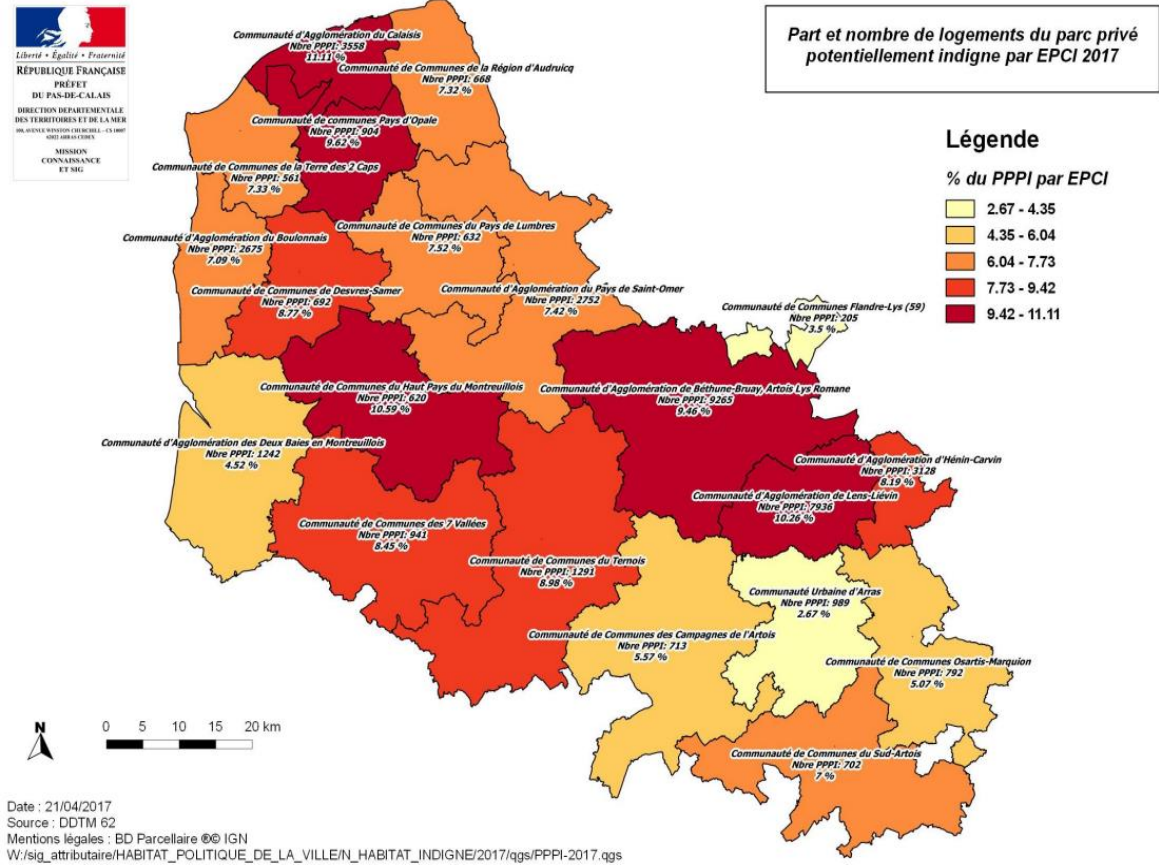 Liberté • Égalité • Fraternité
RÉPUBLIQUE FRANÇAISE
PRÉFET
DU PAS-DE-CALAIS
DIRECTION DEPARTEMENTALE
DES TERRITOIRES ET DE LA MER
100, AVENUE WINSTON CHURCHILL - CS 10007
62022 ARRAS CEDEX
MISSION
CONNAISSANCE
ET SIG
Part et nombre de logements du parc privé
potentiellement indigne par EPCI 2017
Légende
% du PPPI par EPCI
2.67 - 4.35
4.35 - 6.04
6.04 - 7.73
7.73 - 9.42
9.42 - 11.11
Communauté d'Agglomération du Calaisis
Nbre PPPI: 3558
11.11 %
Communauté de Communes de la Région d'Audruicq
Nbre PPPI: 668
7.32 %
Communauté de communes Pays d'Opale
Nbre PPPI: 904
9.62 %
Communauté de Communes de la Terre des 2 Caps
Nbre PPPI: 561
7.33 %
Communauté de Communes du Pays de Lumbres
Nbre PPPI: 632
7.52 %
Communauté d'Agglomération du Boulonnais
Nbre PPPI: 2675
7.09 %
Communauté de Communes de Desvres-Samer
Nbre PPPI: 692
8.77 %
Communauté d'Agglomération du Pays de Saint-Omer
Nbre PPPI: 2752
7.42 %
Communauté de Communes Flandre-Lys (59)
Nbre PPPI: 205
3.5 %
Communauté de Communes du Haut Pays du Montreuillois
Nbre PPPI: 620
10.59 %
Communauté d'Agglomération de Béthune-Bruay, Artois Lys Romane
Nbre PPPI: 9265
9.46 %
Communauté d'Agglomération des Deux Baies en Montreuillois
Nbre PPPI: 1242
4.52 %
Communauté d'Agglomération d'Hénin-Carvin
Nbre PPPI: 3128
8.19 %
Communauté d'Agglomération de Lens-Liévin
Nbre PPPI: 7936
10.26 %
Communauté de Communes des 7 Vallées
Nbre PPPI: 941
8.45 %
Communauté de Communes du Ternois
Nbre PPPI: 1291
8.98 %
Communauté Urbaine d'Arras
Nbre PPPI: 989
2.67 %
Communauté de Communes des Campagnes de l'Artois
Nbre PPPI: 713
5.57 %
Communauté de Communes Osartis-Marquion
Nbre PPPI: 792
5.07 %
Communauté de Communes du Sud-Artois
Nbre PPPI: 702
7 %
N
0 5 10 15 20 km
Date : 21/04/2017
Source : DDTM 62
Mentions légales : BD Parcellaire ®© IGN
W:/sig_attributaire/HABITAT_POLITIQUE_DE_LA_VILLE/N_HABITAT_INDIGNE/2017/qgs/PPPI-2017.qgs